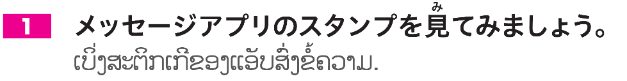 1 メッセージアプリのスタンプを見てみましょう。
ເບິ່ງສະຕິກເກີຂອງແອັບສົ່ງຂໍ້ຄວາມ.